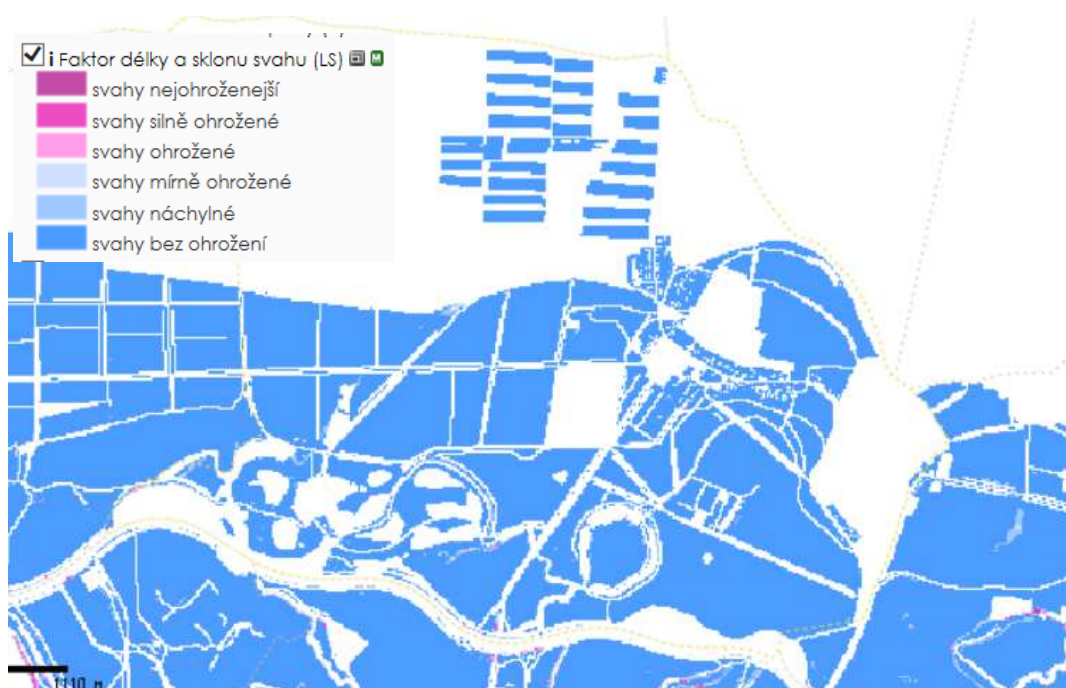 i Faktor délky a sklonu svahu (LS) M
svahy nejohroženejší
svahy silně ohrožené
svahy ohrožené
svahy mírně ohrožené
svahy náchylné
svahy bez ohrožení